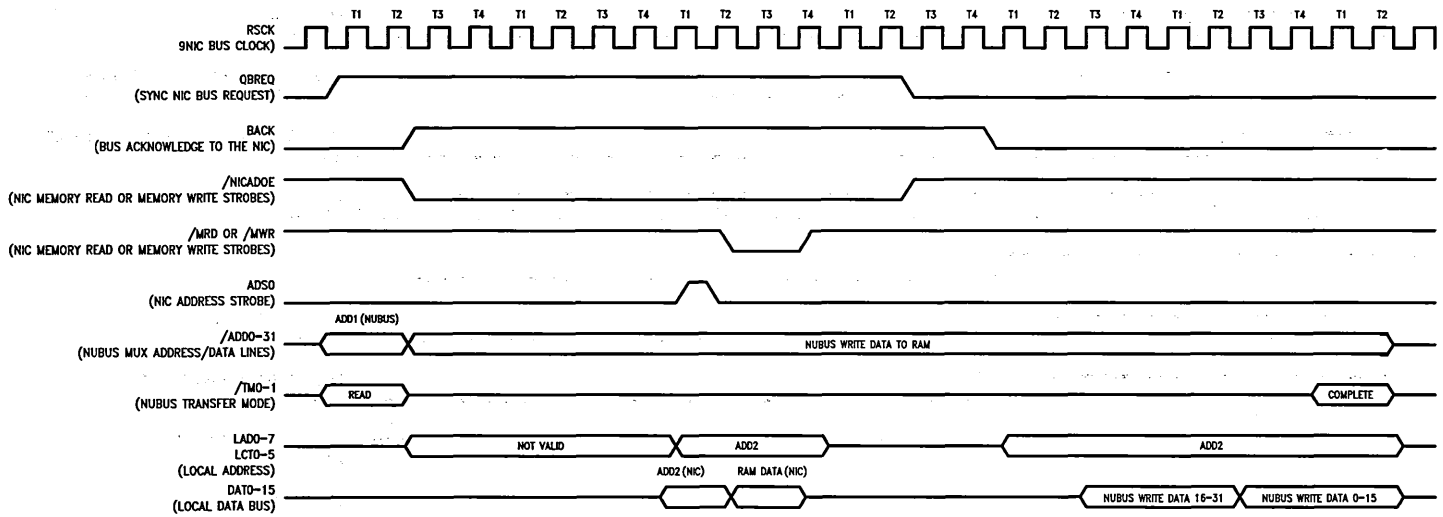 T1 T2 T3 T4 T1 T2 T3 T4 T1 T2 T3 T4 T1 T2 T3 T4 T1 T2 T3 T4 T1 T2 T3 T4 T1 T2
RSCK
9NIC BUS CLOCK)
QBREQ
(SYNC NIC BUS REQUEST)
BACK
(BUS ACKNOWLEDGE TO THE NIC)
/NICADOE
(NIC MEMORY READ OR MEMORY WRITE STROBES)
/MRD OR /MWR
(NIC MEMORY READ OR MEMORY WRITE STROBES)
ADS0
(NIC ADDRESS STROBE)
ADD1 (NUBUS)
/ADD0-31
(NUBUS MUX ADDRESS/DATA LINES)
NUBUS WRITE DATA TO RAM
/TM0-1
(NUBUS TRANSFER MODE)
READ
COMPLETE
LAD0-7
LCT0-5
(LOCAL ADDRESS)
NOT VALID
ADD2
ADD2
ADD2 (NIC)
RAM DATA (NIC)
DAT0-15
(LOCAL DATA BUS)
NUBUS WRITE DATA 16-31
NUBUS WRITE DATA 0-15